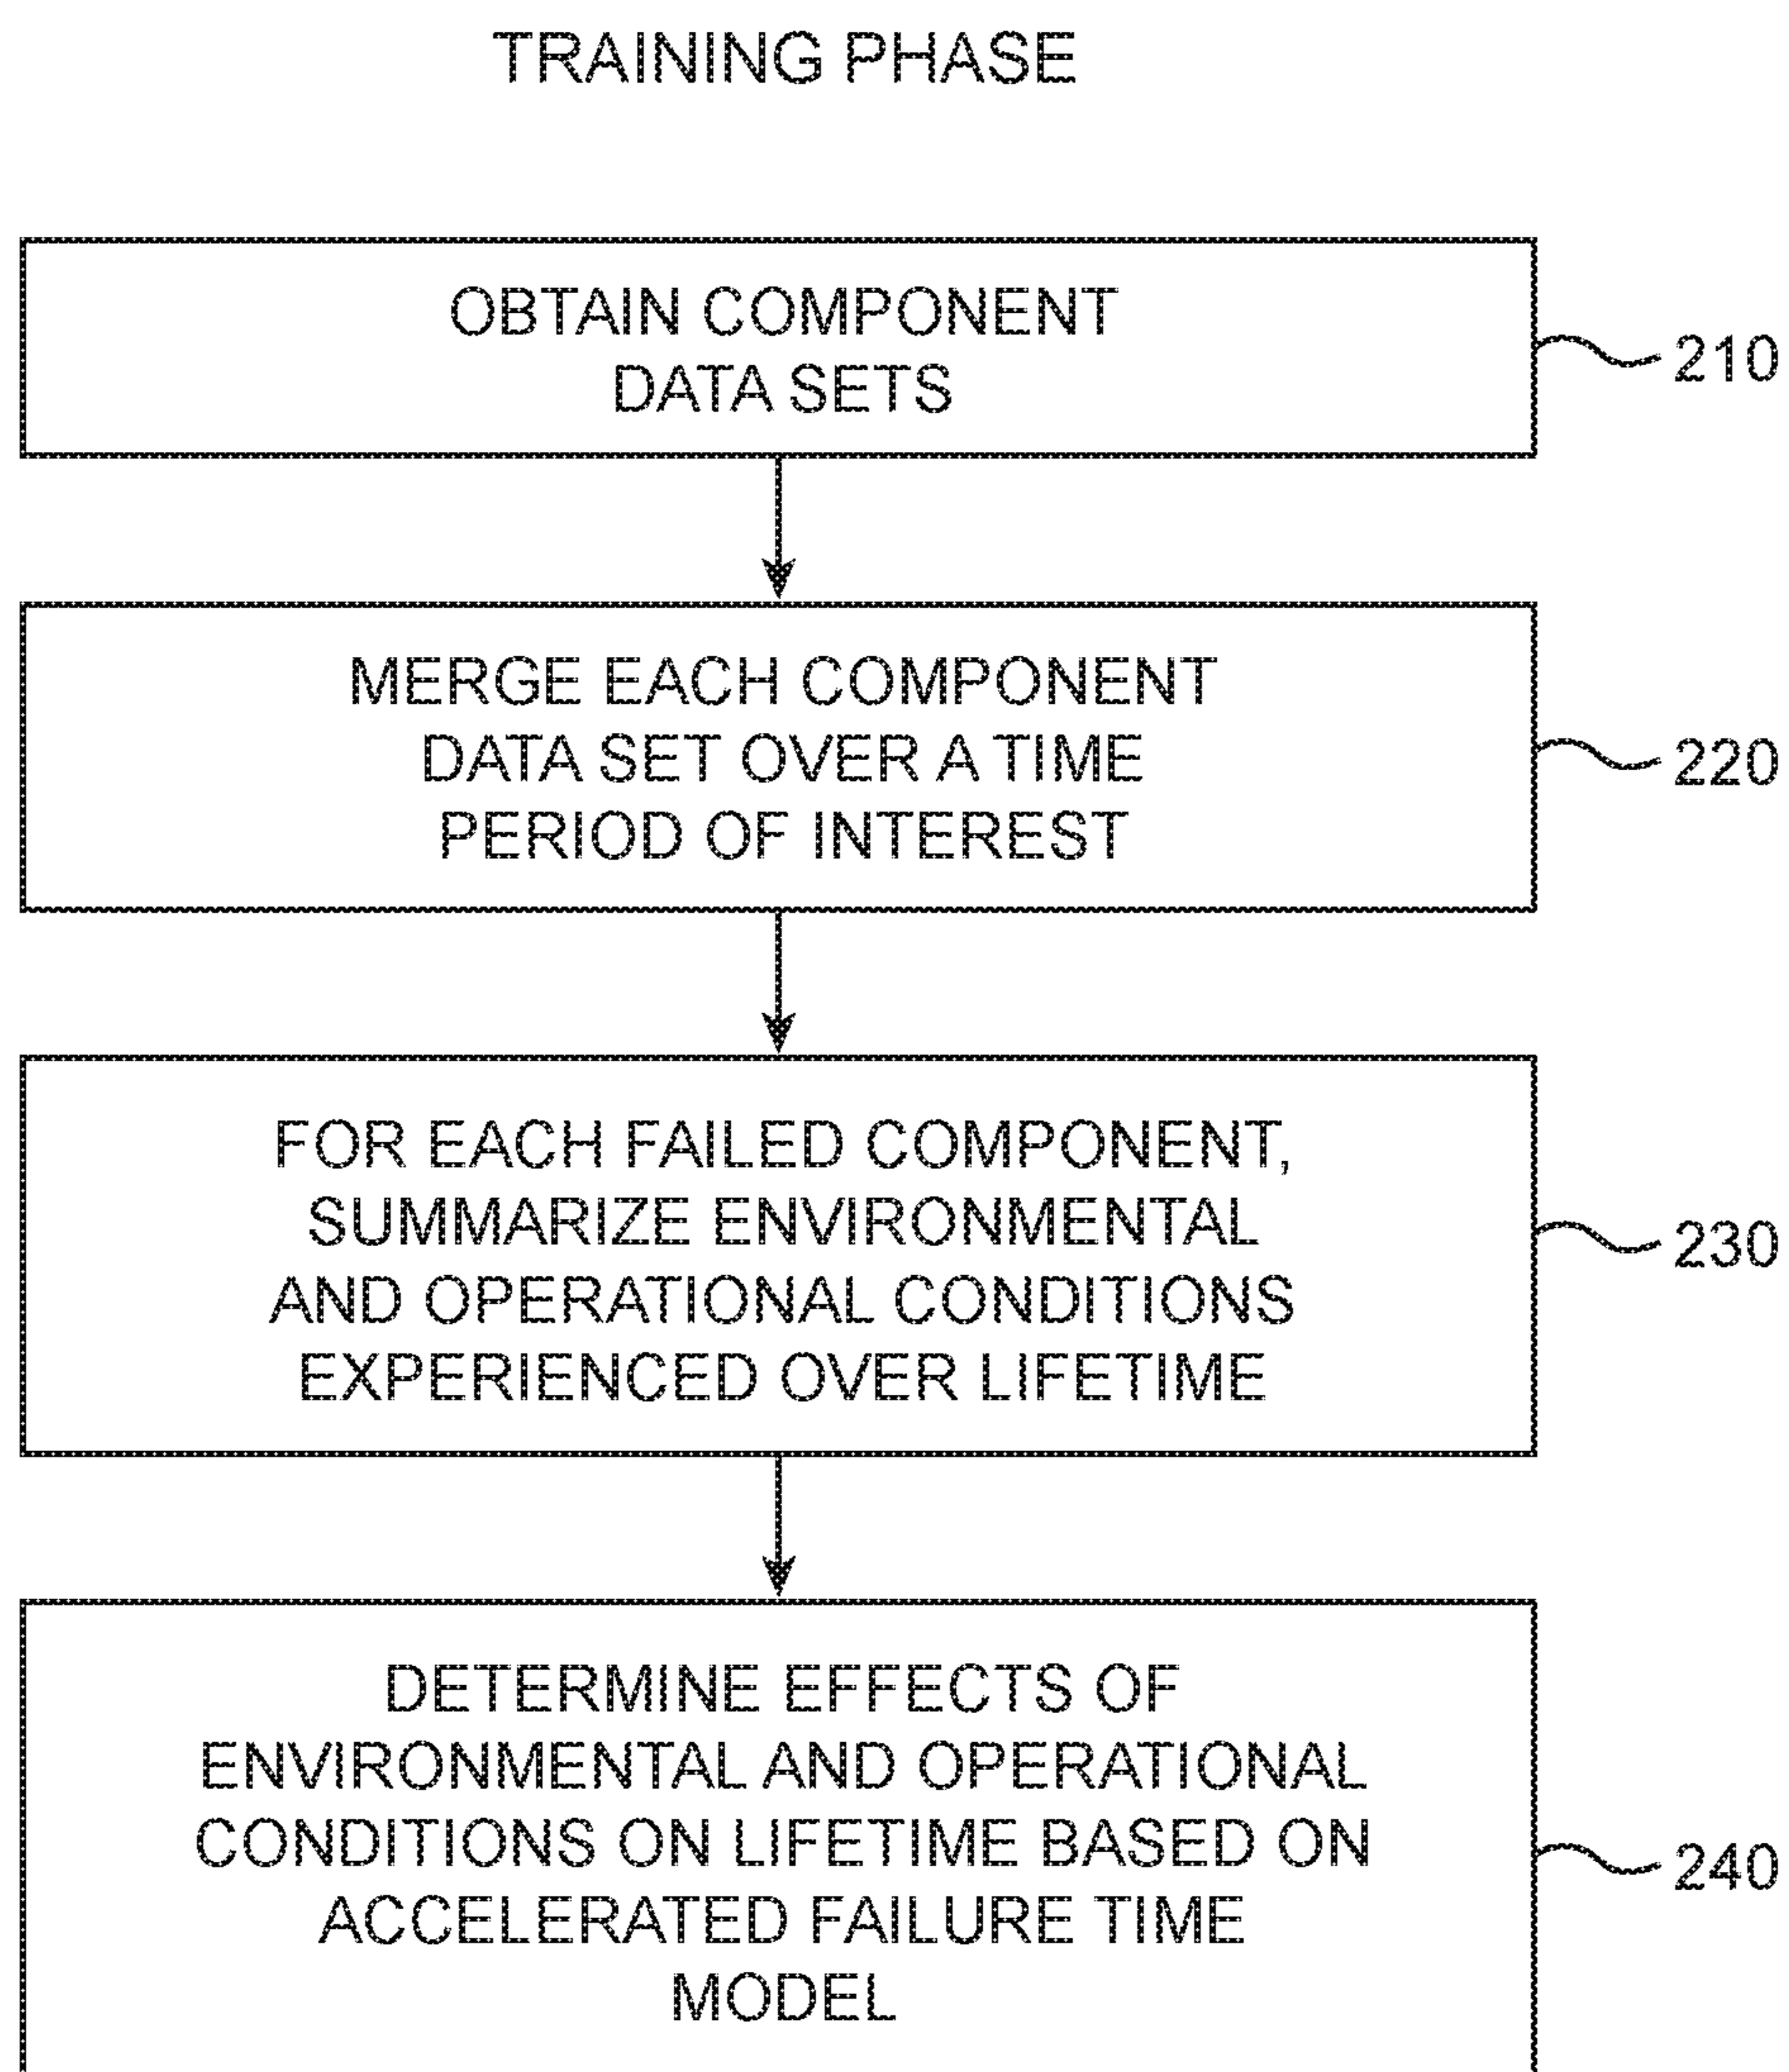 TRAINING PHASE
OBTAIN COMPONENT
DATA SETS
210
MERGE EACH COMPONENT
DATA SET OVER A TIME
PERIOD OF INTEREST
220
FOR EACH FAILED COMPONENT,
SUMMARIZE ENVIRONMENTAL
AND OPERATIONAL CONDITIONS
EXPERIENCED OVER LIFETIME
230
DETERMINE EFFECTS OF
ENVIRONMENTAL AND OPERATIONAL
CONDITIONS ON LIFETIME BASED ON
ACCELERATED FAILURE TIME
MODEL
240